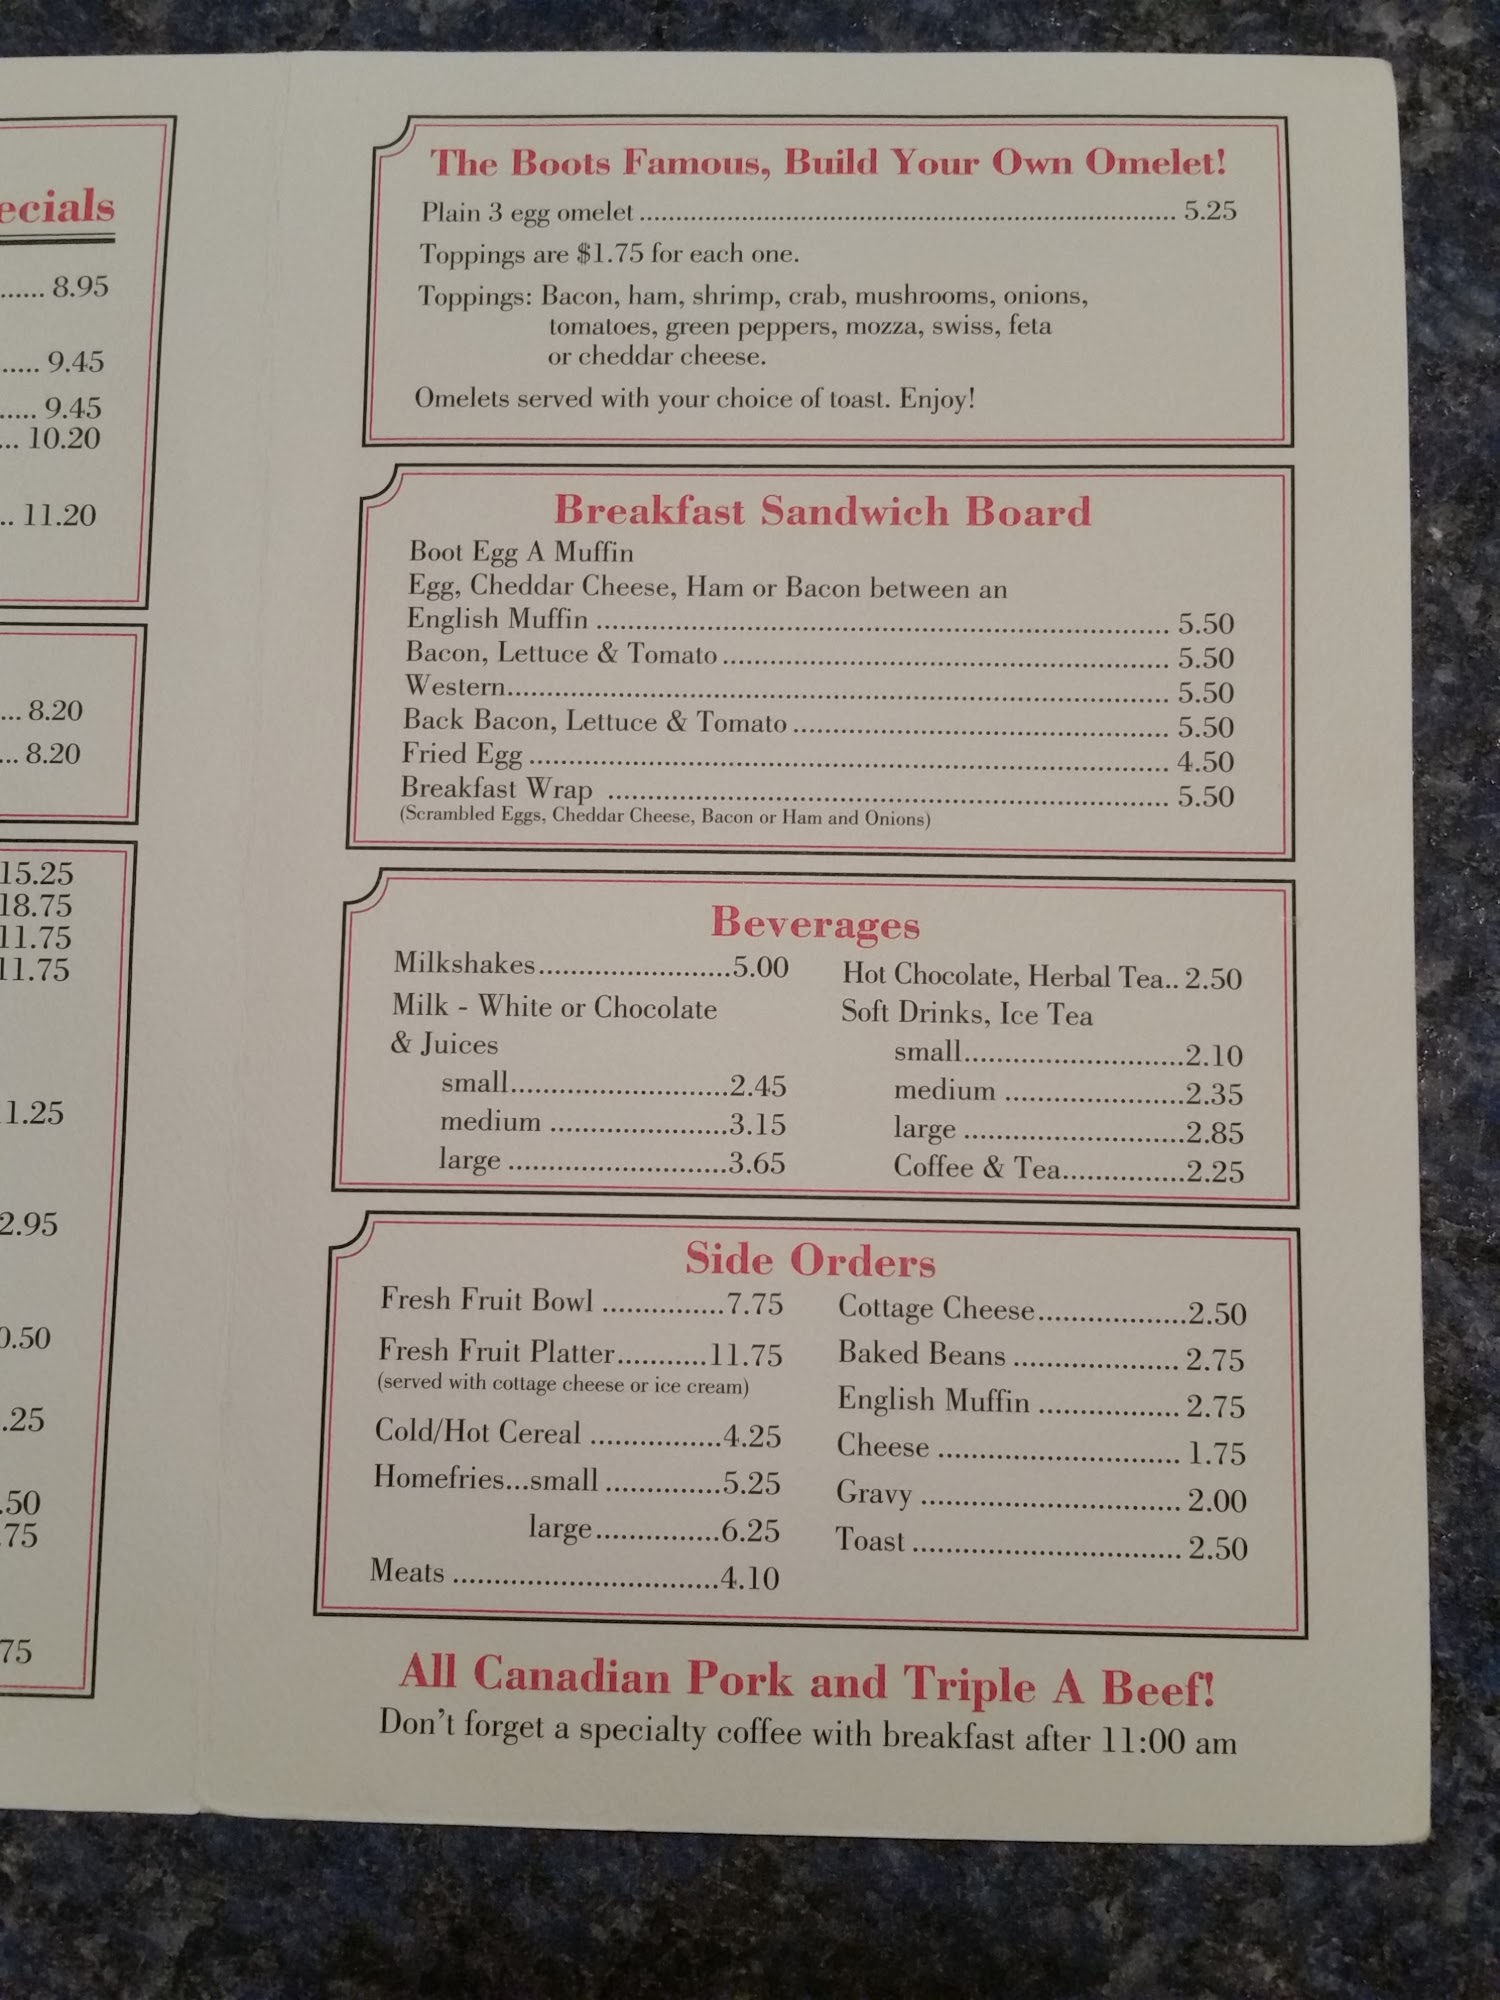 ecials
...... 8.95
..... 9.45
..... 9.45
... 10.20
.. 11.20
... 8.20
... 8.20
15.25
18.75
11.75
11.75
1.25
2.95
0.50
.25
.50
.75
75
The Boots Famous, Build Your Own Omelet!
Plain 3 egg omelet ................................ 5.25
Toppings are $1.75 for each one.
Toppings: Bacon, ham, shrimp, crab, mushrooms, onions,
tomatoes, green peppers, mozza, swiss, feta
or cheddar cheese.
Omelets served with your choice of toast. Enjoy!
Breakfast Sandwich Board
Boot Egg A Muffin
Egg, Cheddar Cheese, Ham or Bacon between an
English Muffin ................................ 5.50
Bacon, Lettuce & Tomato ................................ 5.50
Western................................ 5.50
Back Bacon, Lettuce & Tomato ................................ 5.50
Fried Egg ................................ 4.50
Breakfast Wrap ................................ 5.50
(Scrambled Eggs, Cheddar Cheese, Bacon or Ham and Onions)
Beverages
Milkshakes.......................5.00
Milk - White or Chocolate
& Juices
small..........................2.45
medium .....................3.15
large ..........................3.65
Hot Chocolate, Herbal Tea.. 2.50
Soft Drinks, Ice Tea
small..........................2.10
medium .....................2.35
large ..........................2.85
Coffee & Tea...............2.25
Side Orders
Fresh Fruit Bowl ...............7.75
Fresh Fruit Platter...........11.75
(served with cottage cheese or ice cream)
Cold/Hot Cereal ................4.25
Homefries...small ..............5.25
large...............6.25
Meats ................................4.10
Cottage Cheese..................2.50
Baked Beans .................... 2.75
English Muffin ................. 2.75
Cheese ............................. 1.75
Gravy ............................... 2.00
Toast ................................ 2.50
All Canadian Pork and Triple A Beef!
Don't forget a specialty coffee with breakfast after 11:00 am